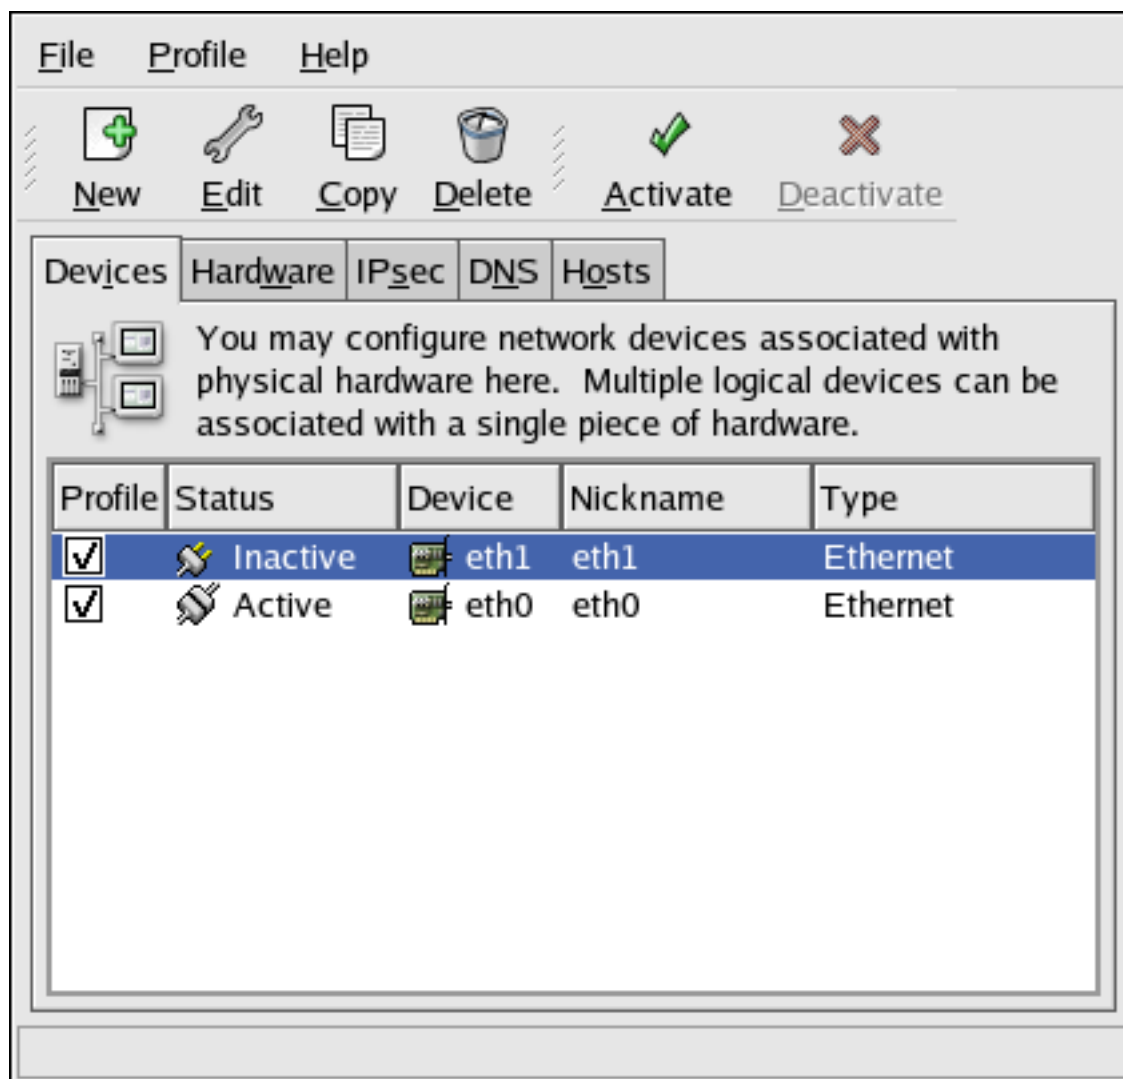 File Profile Help
New Edit Copy Delete Activate Deactivate
Devices Hardware IPsec DNS Hosts
You may configure network devices associated with
physical hardware here.  Multiple logical devices can be
associated with a single piece of hardware.
Profile Status Device Nickname Type
Inactive eth1 eth1 Ethernet
Active eth0 eth0 Ethernet